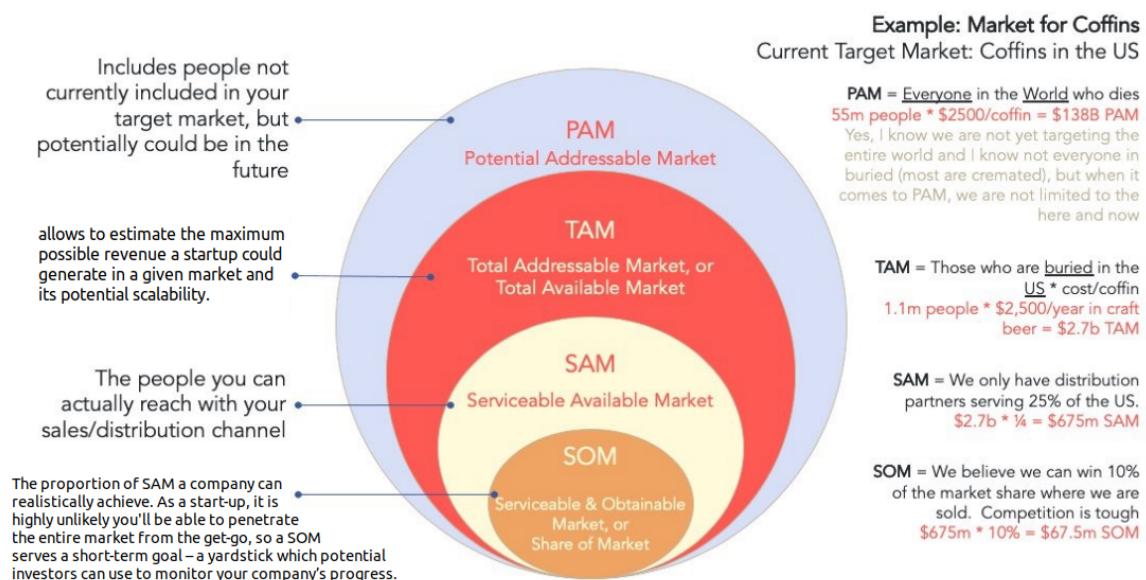 Example: Market for Coffins
Current Target Market: Coffins in the US
Includes people not
currently included in your
target market, but
potentially could be in the
future
allows to estimate the maximum
possible revenue a startup could
generate in a given market and
its potential scalability.
The people you can
actually reach with your
sales/distribution channel
The proportion of SAM a company can
realistically achieve. As a start-up, it is
highly unlikely you'll be able to penetrate
the entire market from the get-go, so a SOM
serves a short-term goal – a yardstick which potential
investors can use to monitor your company's progress.
PAM
Potential Addressable Market
TAM
Total Addressable Market, or
Total Available Market
SAM
Serviceable Available Market
SOM
Serviceable & Obtainable
Market, or
Share of Market
PAM = Everyone in the World who dies
55m people * $2500/coffin = $138B PAM
Yes, I know we are not yet targeting the
entire world and I know not everyone in
buried (most are cremated), but when it
comes to PAM, we are not limited to the
here and now
TAM = Those who are buried in the
US * cost/coffin
1.1m people * $2,500/year in craft
beer = $2.7b TAM
SAM = We only have distribution
partners serving 25% of the US.
$2.7b * ¼ = $675m SAM
SOM = We believe we can win 10%
of the market share where we are
sold. Competition is tough
$675m * 10% = $67.5m SOM